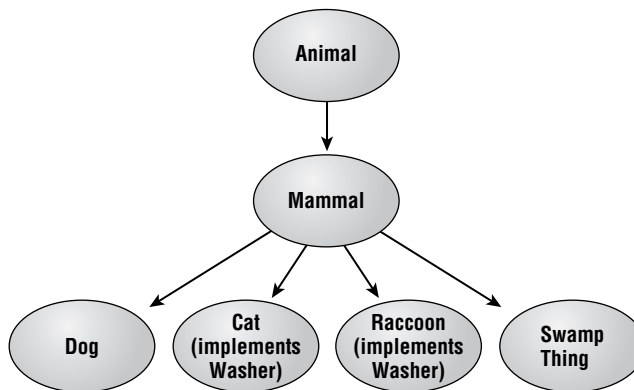 Animal
Mammal
Dog
Cat
(implements
Washer)
Raccoon
(implements
Washer)
Swamp
Thing